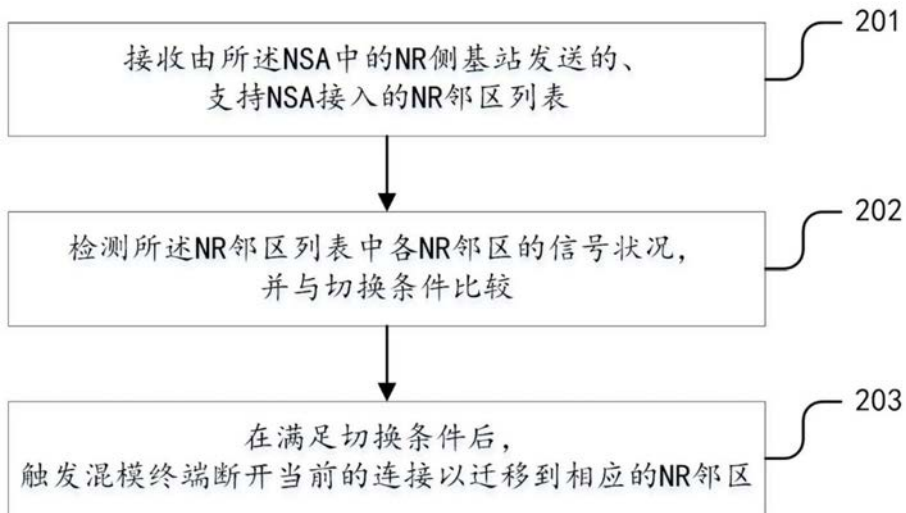 201
接收由所述NSA中的NR侧基站发送的、
支持NSA接入的NR邻区列表
202
检测所述NR邻区列表中各NR邻区的信号状况，
并与切换条件比较
203
在满足切换条件后，
触发混模终端断开当前的连接以迁移到相应的NR邻区